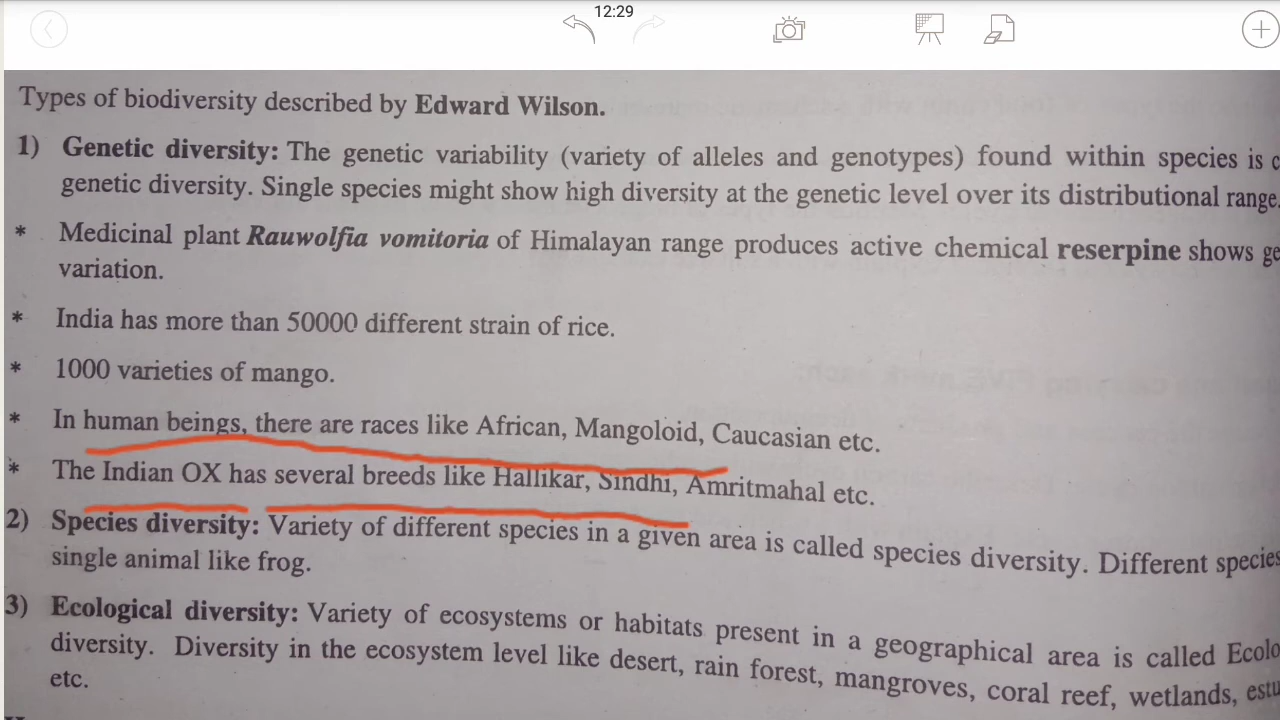 12:29
Types of biodiversity described by Edward Wilson.
1) Genetic diversity: The genetic variability (variety of alleles and genotypes) found within species is
genetic diversity. Single species might show high diversity at the genetic level over its distributional range.
* Medicinal plant Rauwolfia vomitoria of Himalayan range produces active chemical reserpine shows
variation.
* India has more than 50000 different strain of rice.
* 1000 varieties of mango.
* In human beings, there are races like African, Mangoloid, Caucasian etc.
* The Indian OX has several breeds like Hallikar, Sindhi, Amritmahal etc.
2) Species diversity: Variety of different species in a given area is called species diversity. Different species
single animal like frog.
3) Ecological diversity: Variety of ecosystems or habitats present in a geographical area is called
diversity. Diversity in the ecosystem level like desert, rain forest, mangroves, coral reef, wetlands,
etc.